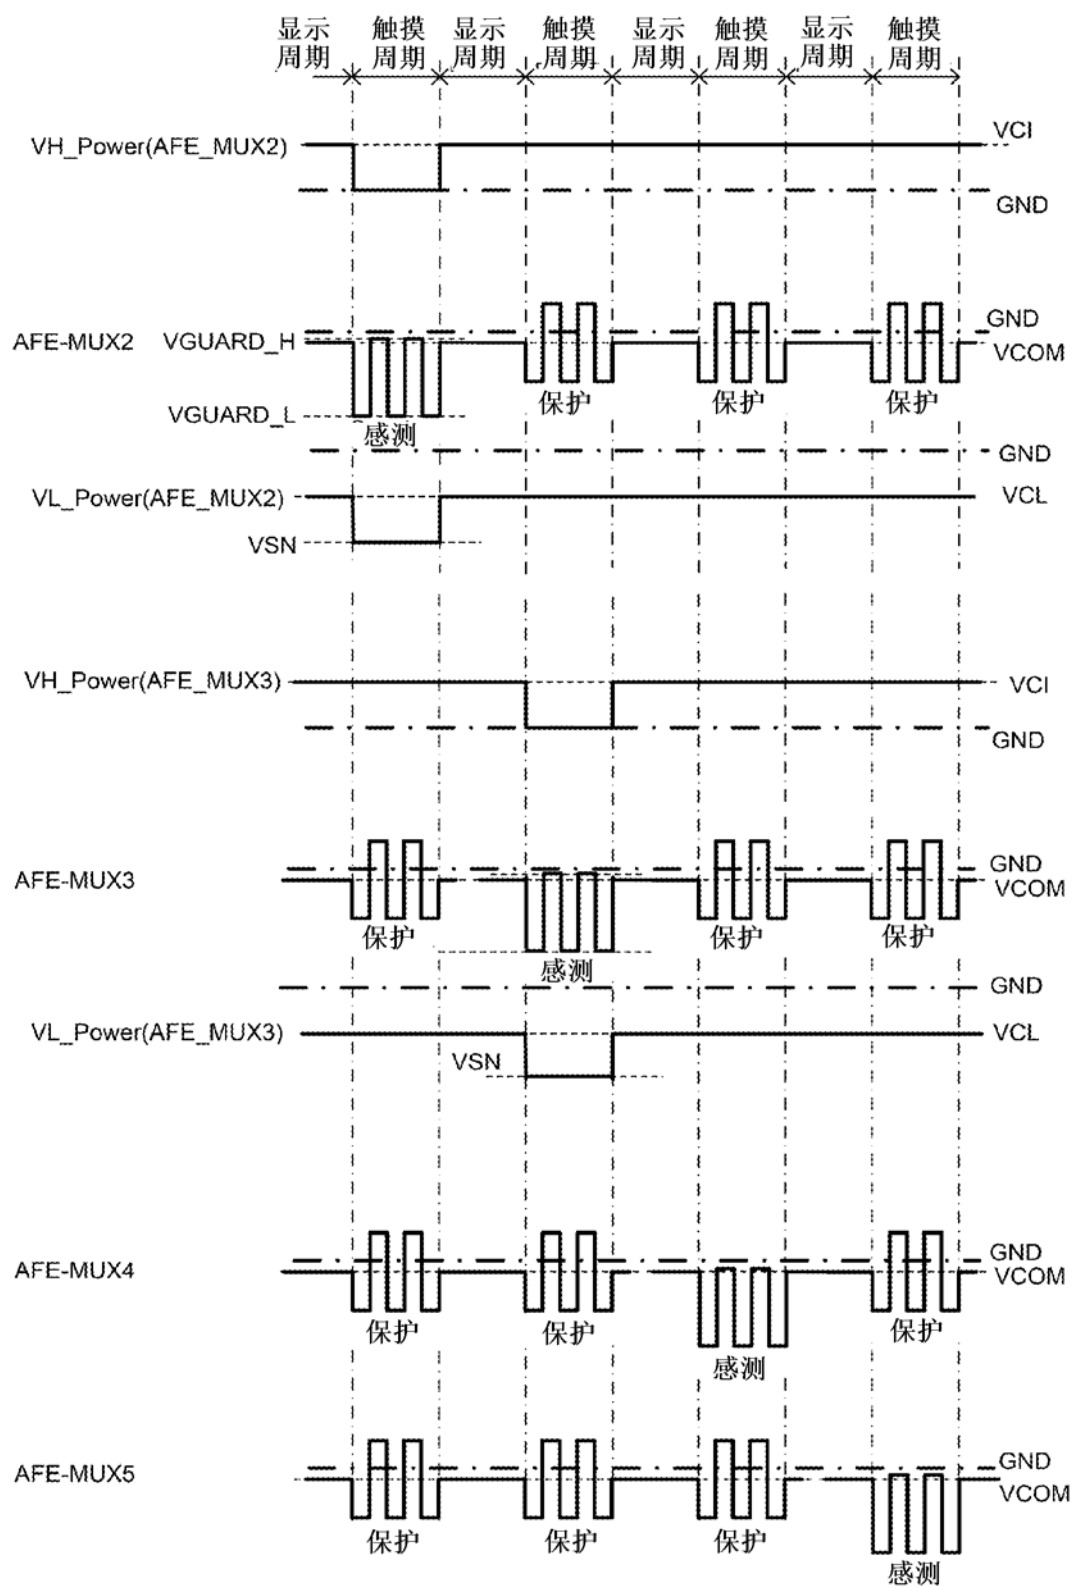 显示 触摸 显示 触摸 显示 触摸 显示 触摸
周期 周期 周期 周期 周期 周期 周期 周期
VCI
VH_Power(AFE_MUX2)
GND
GND
AFE-MUX2 VGUARD_H
VCOM
保护 保护 保护
VGUARD_L
感测
GND
VL_Power(AFE_MUX2) VCL
VSN
VH_Power(AFE_MUX3) VCI
GND
GND
AFE-MUX3 VCOM
保护 保护 保护
感测
GND
VL_Power(AFE_MUX3) VCL
VSN
GND
AFE-MUX4 VCOM
保护 保护 保护
感测
GND
AFE-MUX5
VCOM
保护 保护 保护
感测